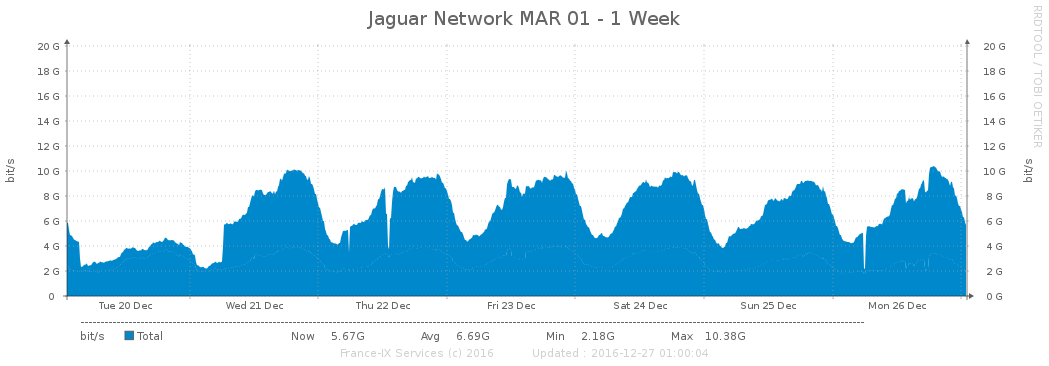 Jaguar Network MAR 01 - 1 Week
RRDTOOL / TOBI OETIKER
20 G 20 G
18 G 18 G
16 G 16 G
14 G 14 G
12 G 12 G
10 G 10 G
8 G 8 G
6 G 6 G
4 G 4 G
2 G 2 G
0 0 G
bit/s
bit/s
Tue 20 Dec Wed 21 Dec Thu 22 Dec Fri 23 Dec Sat 24 Dec Sun 25 Dec Mon 26 Dec
bit/s Total Now 5.67G Avg 6.69G Min 2.18G Max 10.38G
France-IX Services (c) 2016 Updated : 2016-12-27 01:00:04